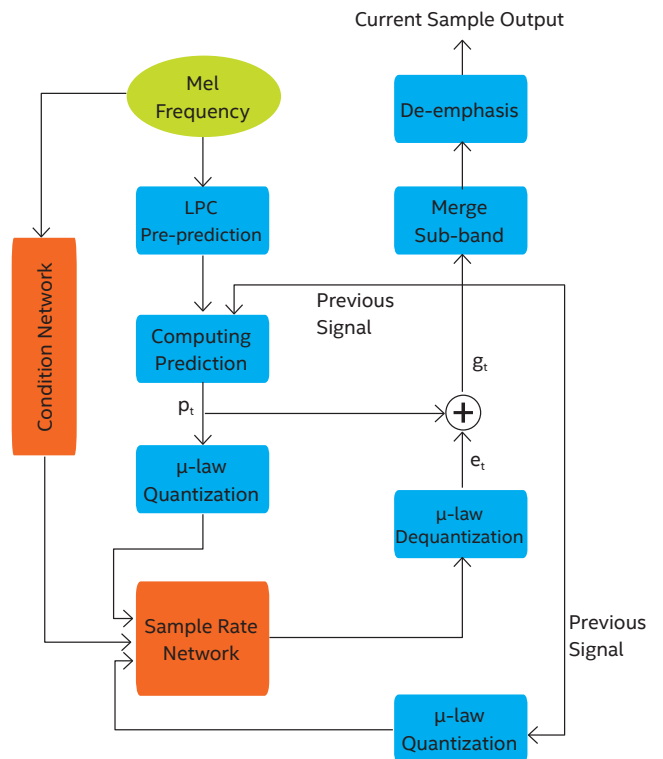 Current Sample Output
Mel
Frequency
De-emphasis
LPC
Pre-prediction
Merge
Sub-band
Condition Network
Previous
Signal
Computing
Prediction
gt
pt
+
μ-law
Quantization
et
μ-law
Dequantization
Sample Rate
Network
Previous
Signal
μ-law
Quantization